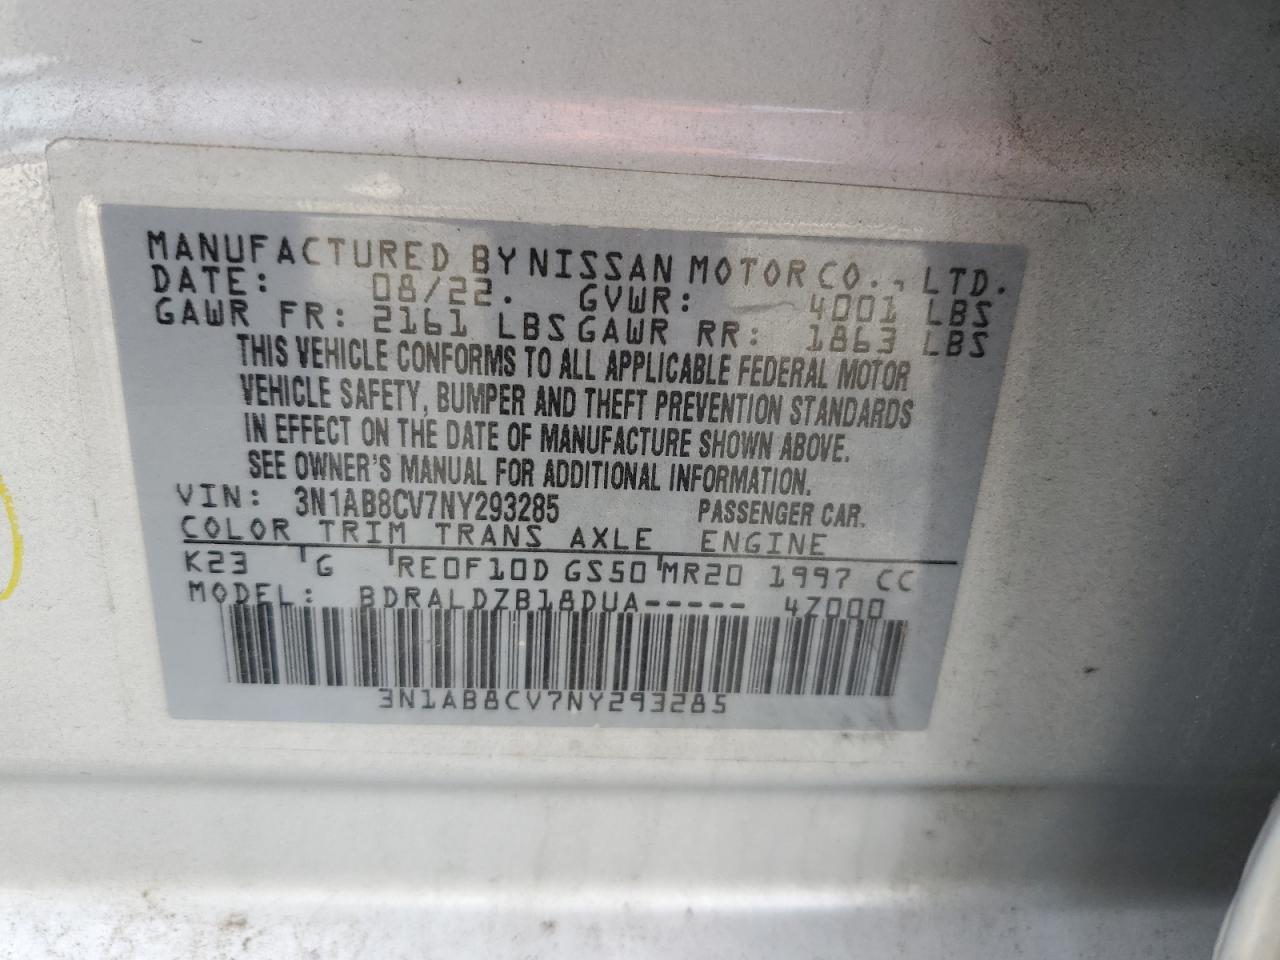 MANUFACTURED BY NISSAN MOTOR CO., LTD.
DATE: 08/22. GVWR: 4001 LBS
GAWR FR: 2161 LBS GAWR RR: 1863 LBS
THIS VEHICLE CONFORMS TO ALL APPLICABLE FEDERAL MOTOR
VEHICLE SAFETY, BUMPER AND THEFT PREVENTION STANDARDS
IN EFFECT ON THE DATE OF MANUFACTURE SHOWN ABOVE.
SEE OWNER'S MANUAL FOR ADDITIONAL INFORMATION.
VIN: 3N1AB8CV7NY293285 PASSENGER CAR.
COLOR TRIM TRANS AXLE ENGINE
K23 G RE0F10D GS50 MR20 1997 CC
MODEL: BDRALDZB18DUA----- 4Z000
3N1AB8CV7NY293285